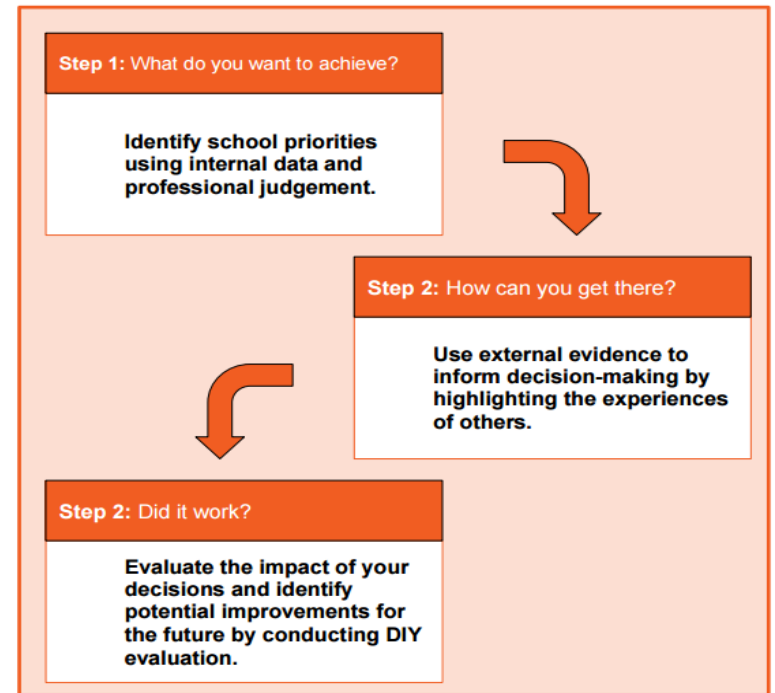 Step 1: What do you want to achieve?
Identify school priorities
using internal data and
professional judgement.
Step 2: How can you get there?
Use external evidence to
inform decision-making by
highlighting the experiences
of others.
Step 2: Did it work?
Evaluate the impact of your
decisions and identify
potential improvements for
the future by conducting DIY
evaluation.